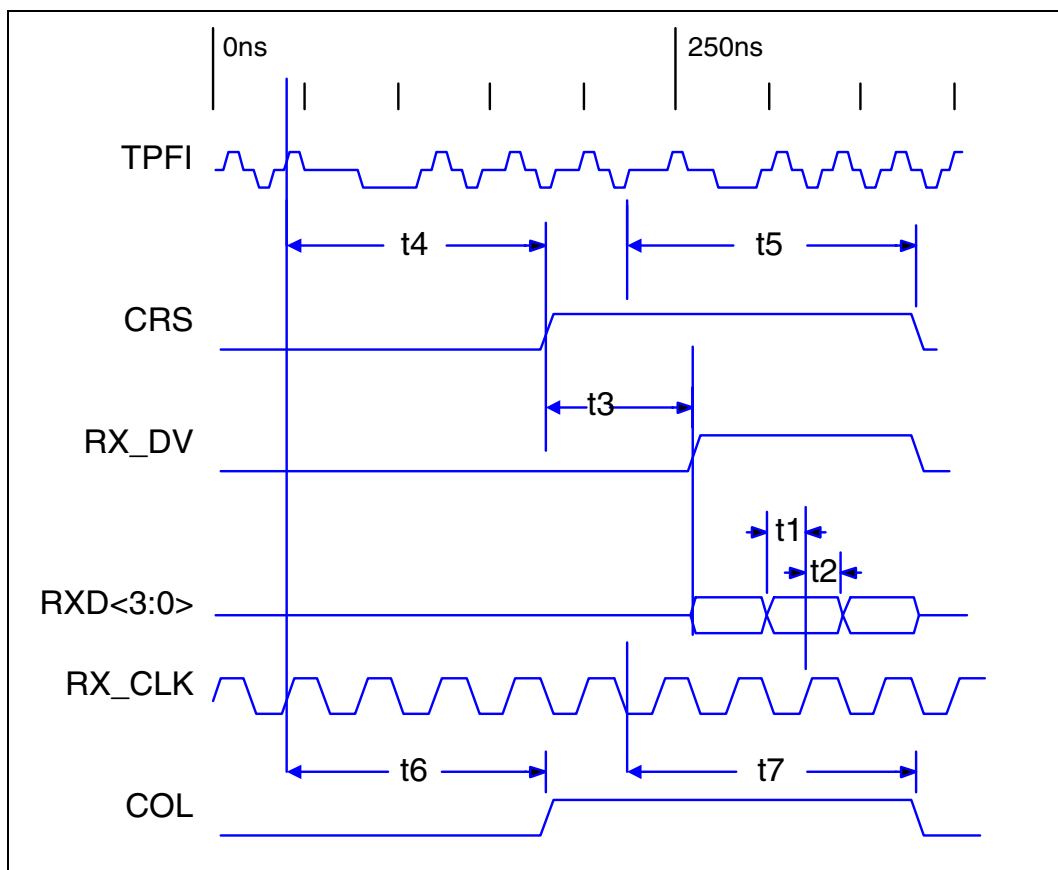 0ns 250ns
TPFI
t4 t5
CRS
t3
RX_DV
t1
t2
RXD<3:0>
RX_CLK
t6 t7
COL